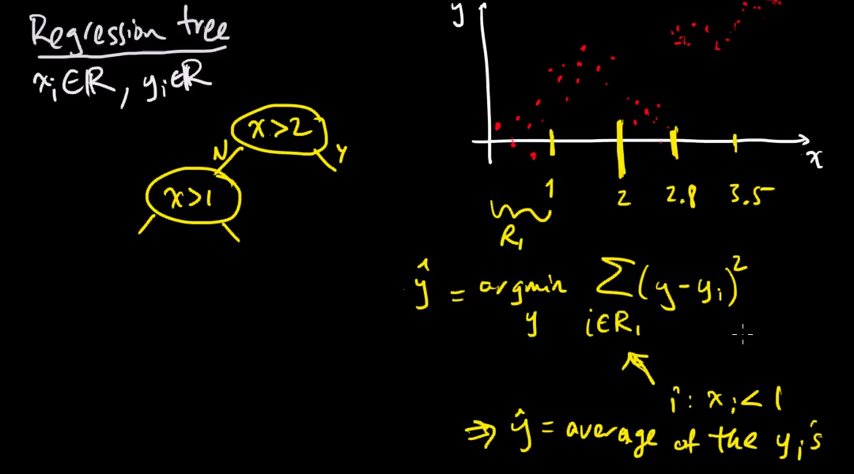 Regression tree
xᵢ∈ℝ, yᵢ∈ℝ
x>2
N
Y
x>1
y
x
1
2
2.8
3.5
R₁
ŷ = argmin Σ (y-yᵢ)²
y i∈R₁
i: xᵢ < 1
⇒ ŷ = average of the yᵢ's